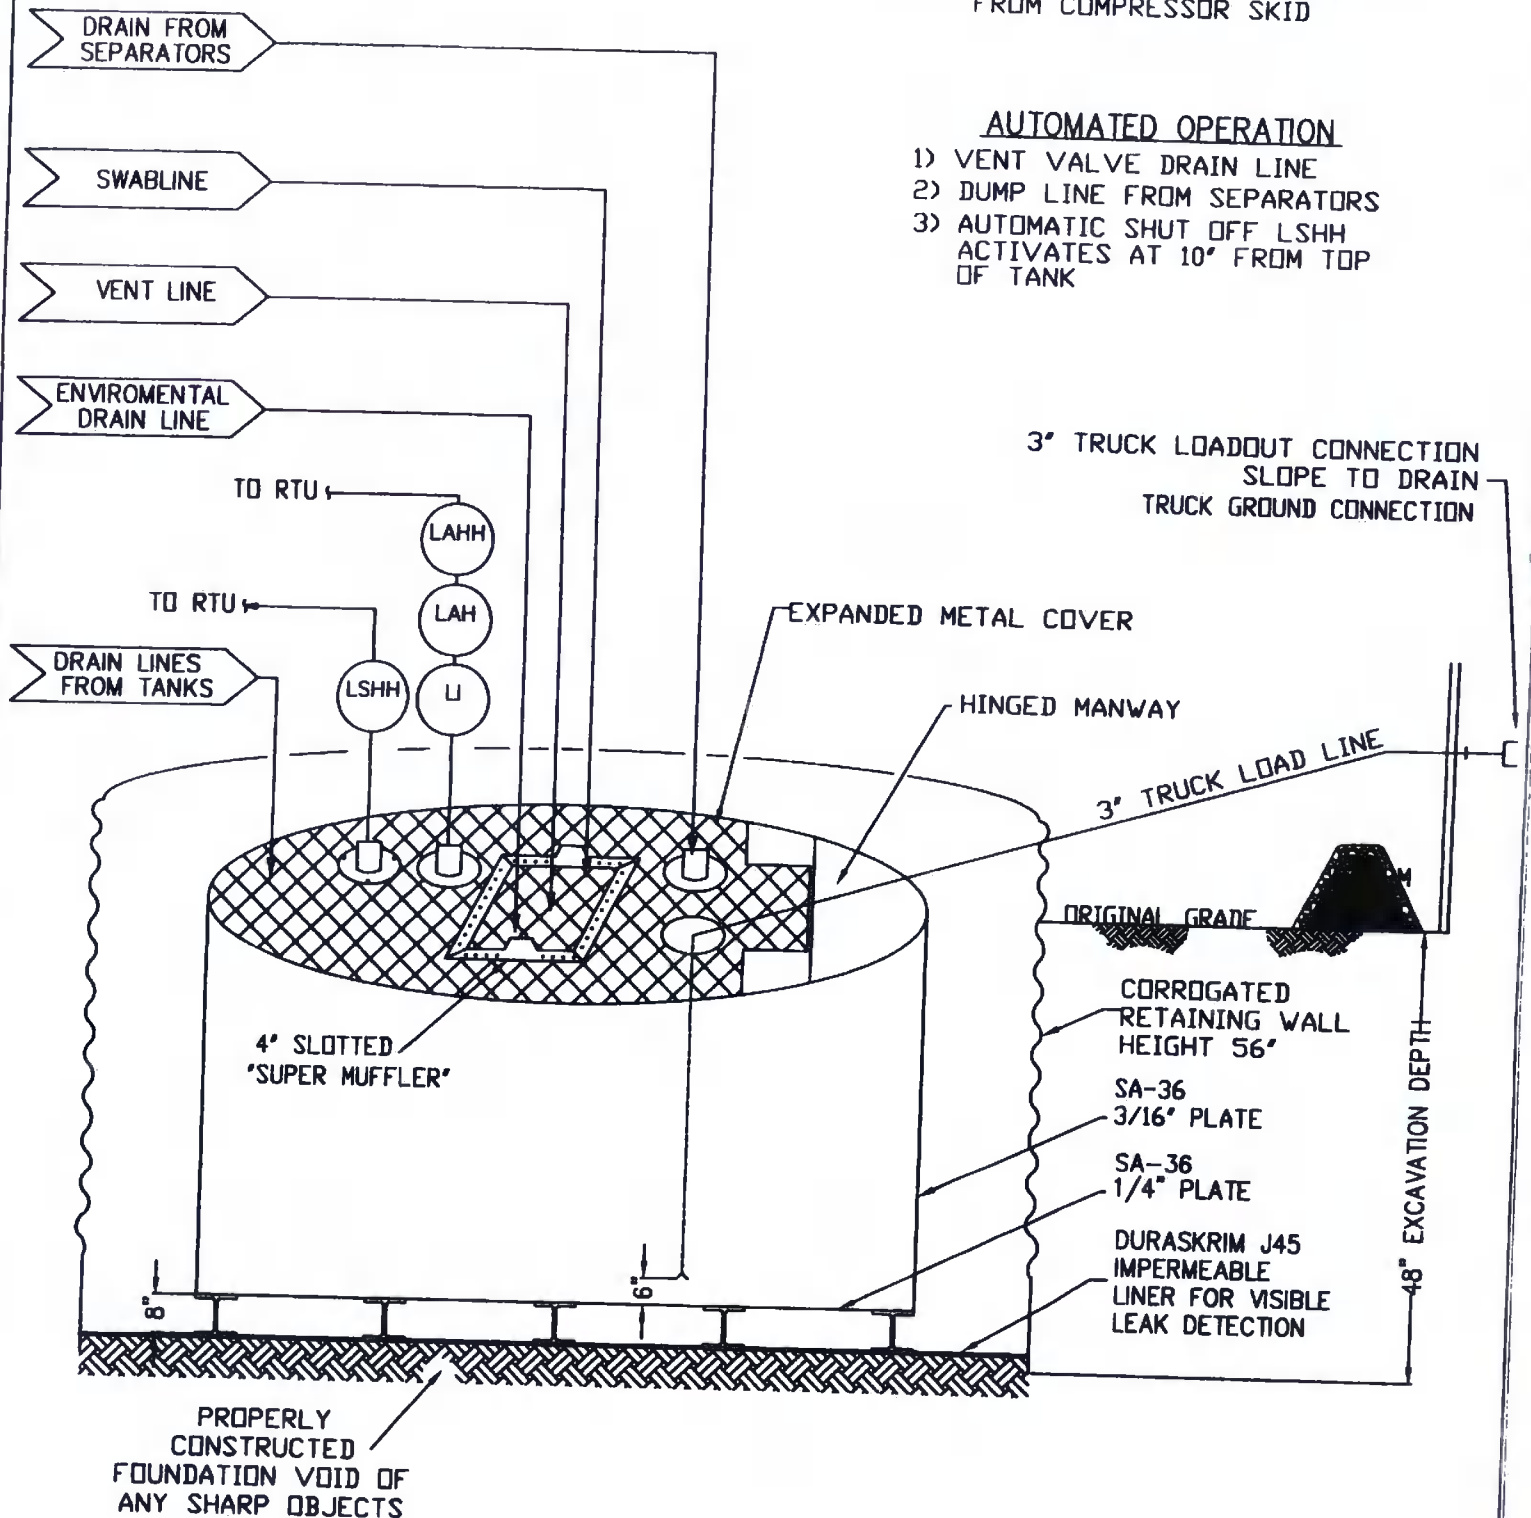 FROM COMPRESSOR SKID
DRAIN FROM
SEPARATORS
AUTOMATED OPERATION
1) VENT VALVE DRAIN LINE
2) DUMP LINE FROM SEPARATORS
3) AUTOMATIC SHUT OFF LSHH
ACTIVATES AT 10" FROM TOP
OF TANK
SWABLINE
VENT LINE
ENVIROMENTAL
DRAIN LINE
3" TRUCK LOADOUT CONNECTION
SLOPE TO DRAIN
TRUCK GROUND CONNECTION
TO RTU
LAHH
TO RTU
LAH
EXPANDED METAL COVER
DRAIN LINES
FROM TANKS
LSHH
LI
HINGED MANWAY
3" TRUCK LOAD LINE
M
ORIGINAL GRADE
CORROGATED
RETAINING WALL
HEIGHT 56"
4" SLOTTED
"SUPER MUFFLER"
SA-36
3/16" PLATE
SA-36
1/4" PLATE
48" EXCAVATION DEPTH
DURASKRIM J45
IMPERMEABLE
LINER FOR VISIBLE
LEAK DETECTION
8"
6"
PROPERLY
CONSTRUCTED
FOUNDATION VOID OF
ANY SHARP OBJECTS